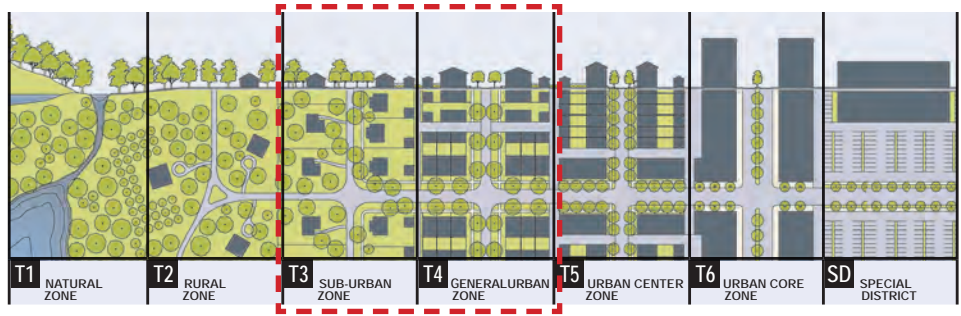 T1 NATURAL
ZONE
T2 RURAL
ZONE
T3 SUB-URBAN
ZONE
T4 GENERALURBAN
ZONE
T5 URBAN CENTER
ZONE
T6 URBAN CORE
ZONE
SD SPECIAL
DISTRICT